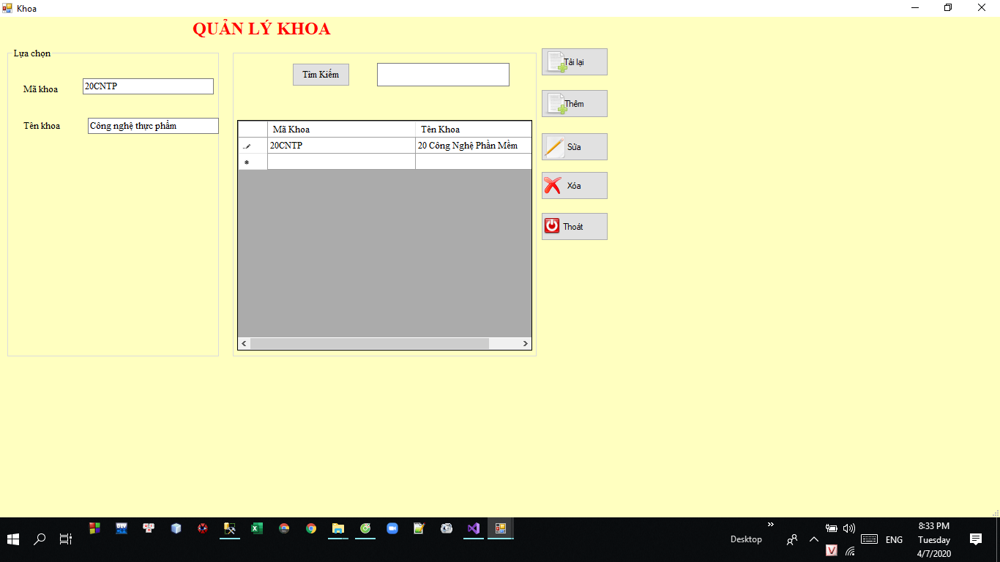 Khoa
QUẢN LÝ KHOA
Lựa chọn
Mã khoa
20CNTP
Tên khoa
Công nghệ thực phẩm
Tìm Kiếm
Mã Khoa
Tên Khoa
20CNTP
20 Công Nghệ Phần Mềm
Tải lại
Thêm
Sửa
Xóa
Thoát
Desktop
ENG
8:33 PM
Tuesday
4/7/2020